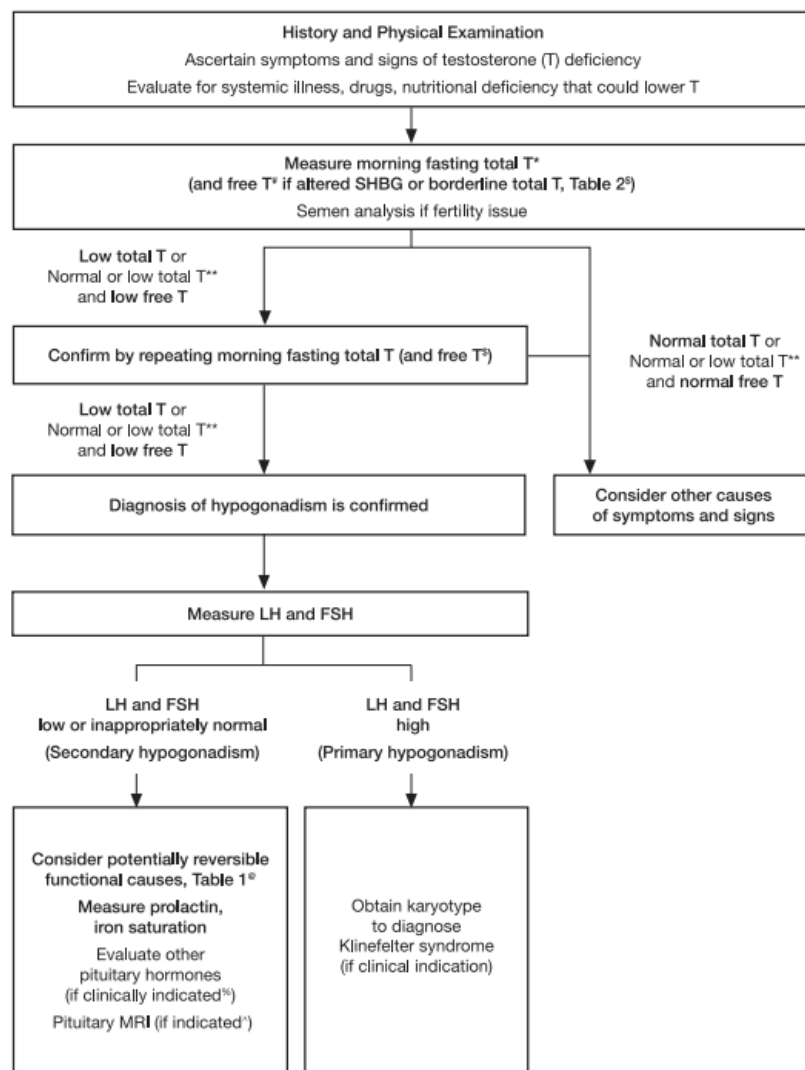 History and Physical Examination
Ascertain symptoms and signs of testosterone (T) deficiency
Evaluate for systemic illness, drugs, nutritional deficiency that could lower T
Measure morning fasting total T*
(and free T# if altered SHBG or borderline total T, Table 2$)
Semen analysis if fertility issue
Low total T or
Normal or low total T**
and low free T
Normal total T or
Normal or low total T**
and normal free T
Confirm by repeating morning fasting total T (and free T$)
Low total T or
Normal or low total T**
and low free T
Diagnosis of hypogonadism is confirmed
Consider other causes
of symptoms and signs
Measure LH and FSH
LH and FSH
low or inappropriately normal
(Secondary hypogonadism)
LH and FSH
high
(Primary hypogonadism)
Consider potentially reversible
functional causes, Table 1@
Measure prolactin,
iron saturation
Evaluate other
pituitary hormones
(if clinically indicated%)
Pituitary MRI (if indicated^)
Obtain karyotype
to diagnose
Klinefelter syndrome
(if clinical indication)